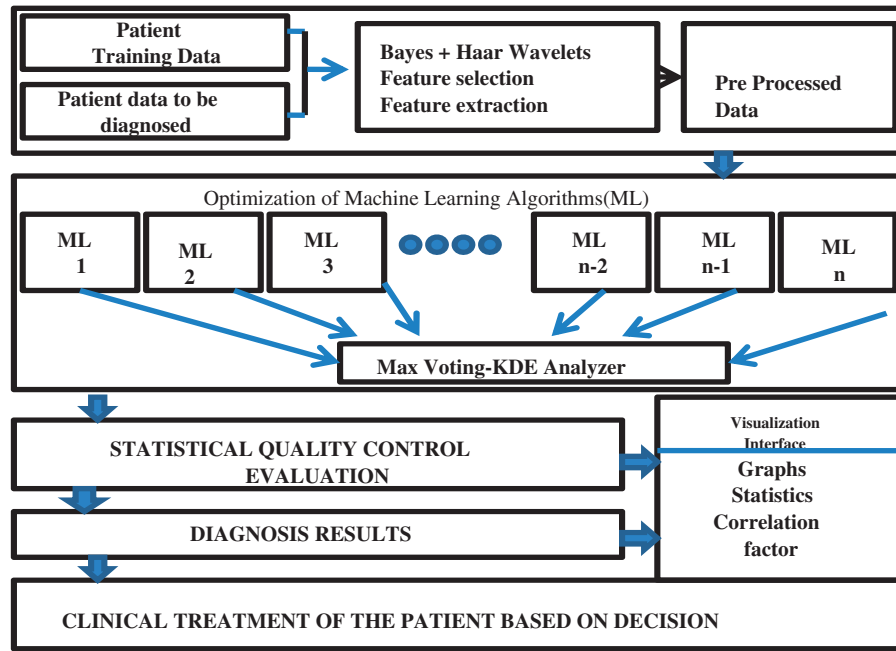 Patient
Training Data
Patient data to be
diagnosed
Bayes + Haar Wavelets
Feature selection
Feature extraction
Pre Processed
Data
Optimization of Machine Learning Algorithms(ML)
ML
1
ML
2
ML
3
ML
n-2
ML
n-1
ML
n
Max Voting-KDE Analyzer
STATISTICAL QUALITY CONTROL
EVALUATION
Visualization
Interface
Graphs
Statistics
Correlation
factor
DIAGNOSIS RESULTS
CLINICAL TREATMENT OF THE PATIENT BASED ON DECISION